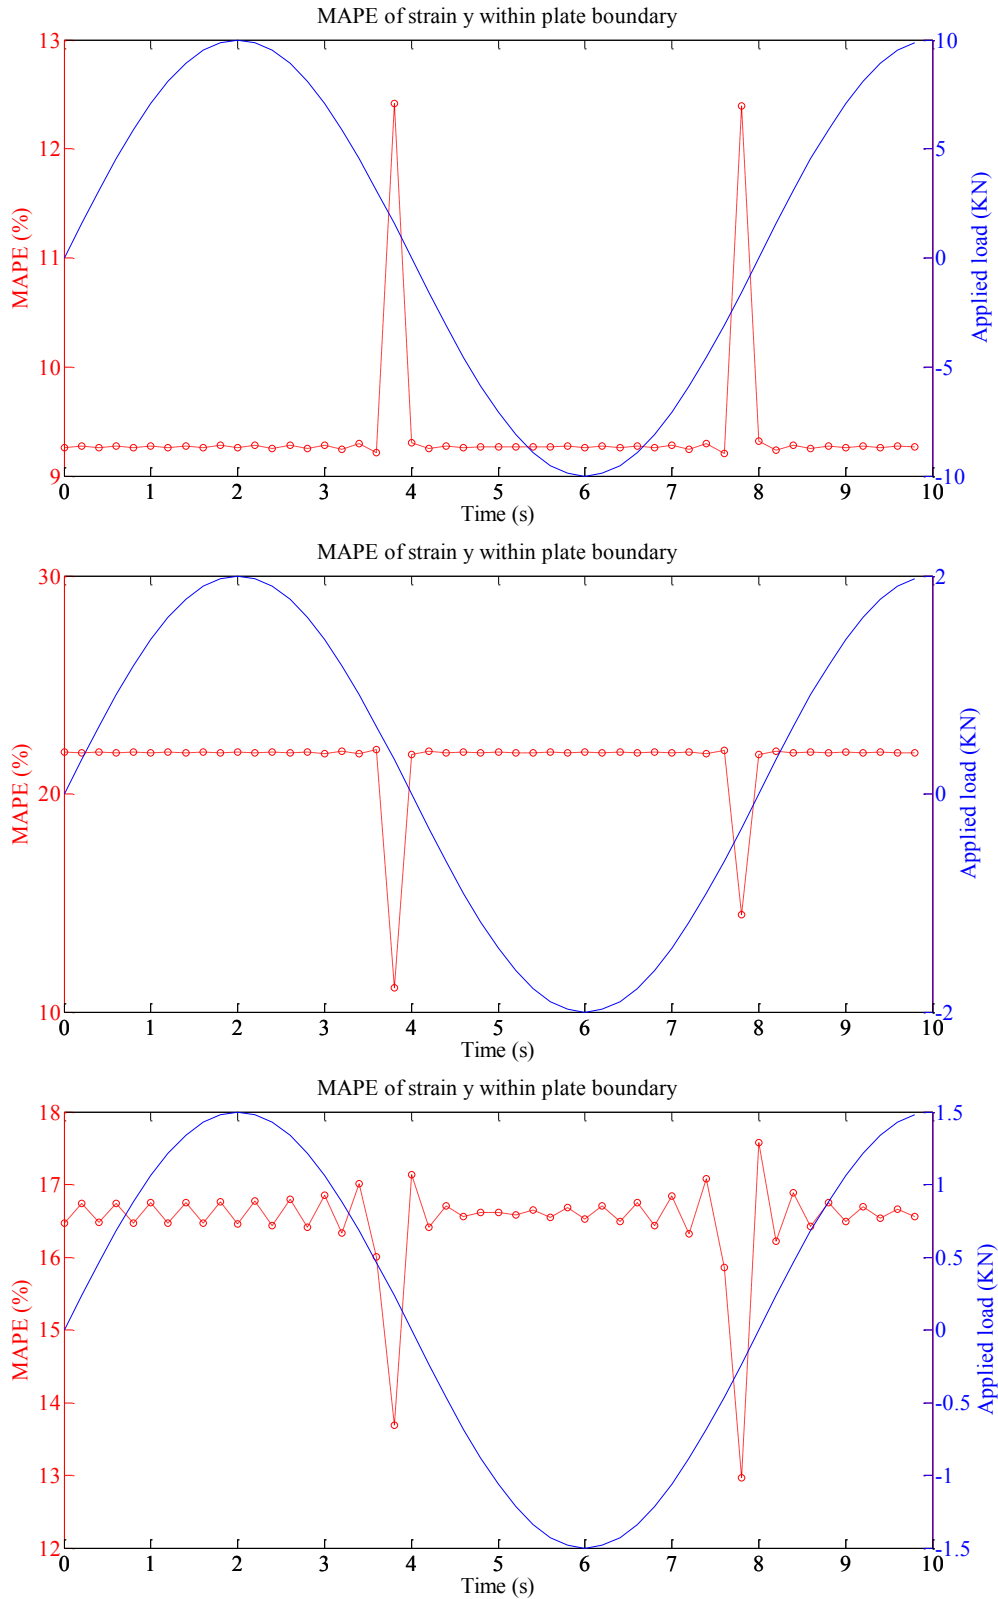 MAPE of strain y within plate boundary
13
12
11
10
9
MAPE (%)
10
5
0
-5
-10
Applied load (KN)
0 1 2 3 4 5 6 7 8 9 10
Time (s)
MAPE of strain y within plate boundary
30
20
10
MAPE (%)
2
0
-2
Applied load (KN)
0 1 2 3 4 5 6 7 8 9 10
Time (s)
MAPE of strain y within plate boundary
18
17
16
15
14
13
12
MAPE (%)
1.5
1
0.5
0
-0.5
-1
-1.5
Applied load (KN)
0 1 2 3 4 5 6 7 8 9 10
Time (s)